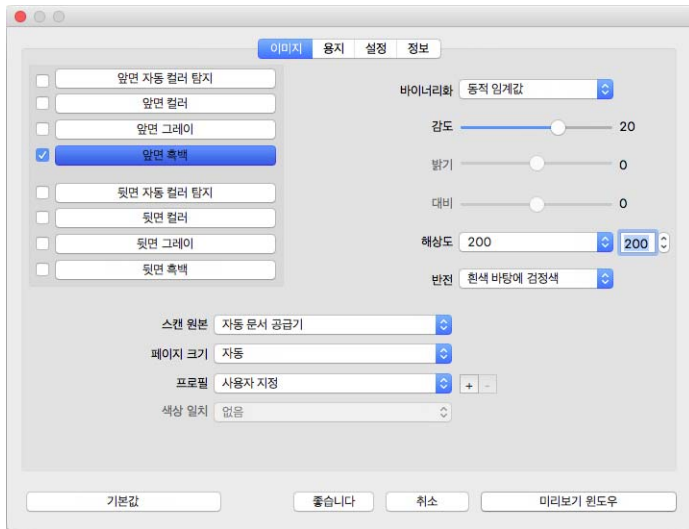 이미지 용지 설정 정보
앞면 자동 컬러 탐지
앞면 컬러
앞면 그레이
앞면 흑백
뒷면 자동 컬러 탐지
뒷면 컬러
뒷면 그레이
뒷면 흑백
바이너리화 동적 임계값
감도 20
밝기 0
대비 0
해상도 200 200
반전 흰색 바탕에 검정색
스캔 원본 자동 문서 공급기
페이지 크기 자동
프로필 사용자 지정 + -
색상 일치 없음
기본값 좋습니다 취소 미리보기 윈도우